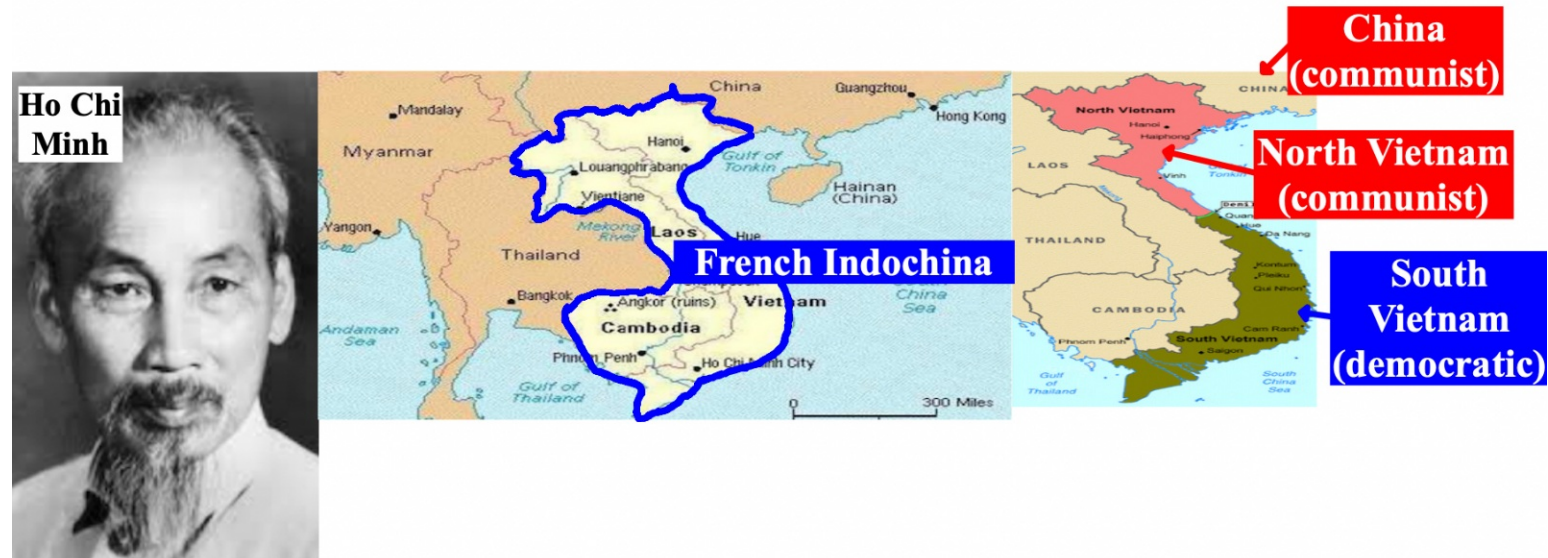 Ho Chi
Minh
China
Guangzhou
Mandalay
Hong Kong
Hanoi
Myanmar
Gulf of
Tonkin
Louangphrabang
Hainan
(China)
Vientiane
Yangon
Mekong
River
Laos
Hue
Thailand
French Indochina
Bangkok
Angkor (ruins)
Vietnam
China
Sea
Cambodia
Andaman
Sea
Phnom Penh
Ho Chi Minh City
Gulf of
Thailand
0
300 Miles
China
(communist)
CHINA
North Vietnam
Hanoi
Haiphong
North Vietnam
(communist)
LAOS
Vinh
Hue
Da Nang
THAILAND
Kontum
Pleiku
Qui Nhon
South
Vietnam
(democratic)
CAMBODIA
Cam Ranh
Phnom Penh
South Vietnam
Saigon
Gulf
of
Thailand
South
China
Sea